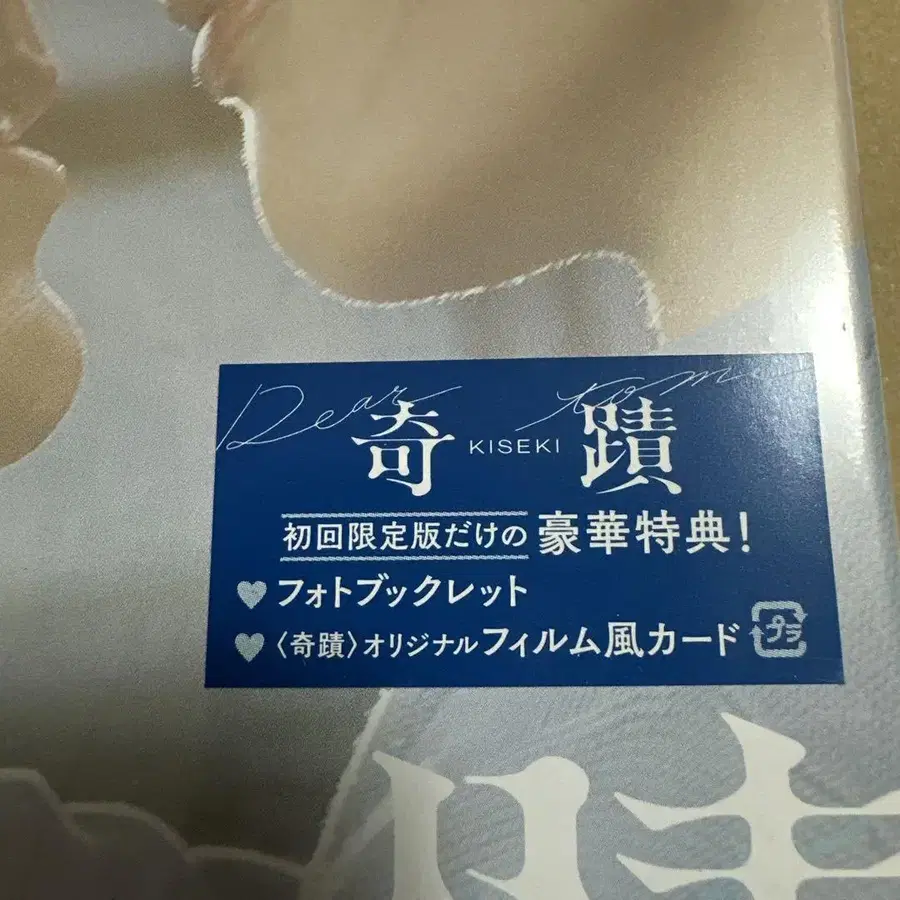 Dear to me
奇 KISEKI 蹟
初回限定版だけの 豪華特典!
♥ フォトブックレット
♥ 〈奇蹟〉オリジナルフィルム風カード プラ